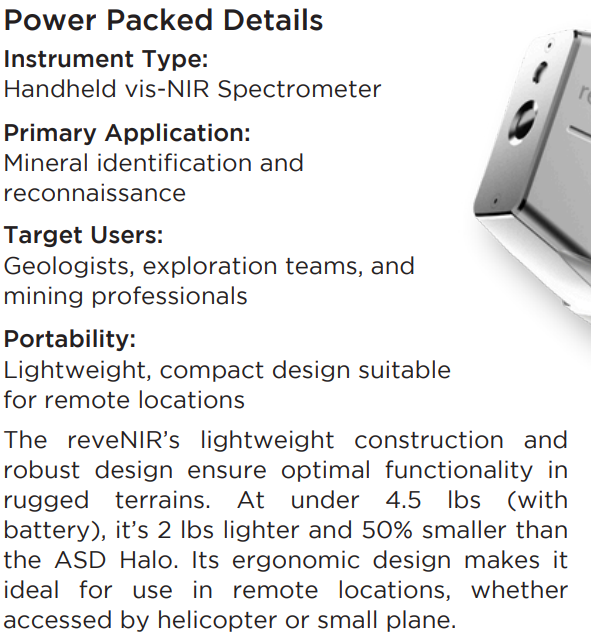 Power Packed Details
Instrument Type:
Handheld vis-NIR Spectrometer
Primary Application:
Mineral identification and
reconnaissance
Target Users:
Geologists, exploration teams, and
mining professionals
Portability:
Lightweight, compact design suitable
for remote locations
The reveNIR’s lightweight construction and
robust design ensure optimal functionality in
rugged terrains. At under 4.5 lbs (with
battery), it’s 2 lbs lighter and 50% smaller than
the ASD Halo. Its ergonomic design makes it
ideal for use in remote locations, whether
accessed by helicopter or small plane.